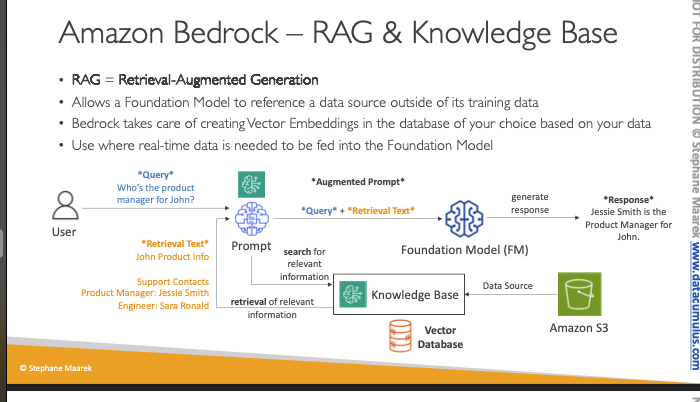 Amazon Bedrock – RAG & Knowledge Base
• RAG = Retrieval-Augmented Generation
• Allows a Foundation Model to reference a data source outside of its training data
• Bedrock takes care of creating Vector Embeddings in the database of your choice based on your data
• Use where real-time data is needed to be fed into the Foundation Model
*Query*
Who's the product
manager for John?
User
Prompt
*Augmented Prompt*
*Query* + *Retrieval Text*
Foundation Model (FM)
generate
response
*Response*
Jessie Smith is the
Product Manager for
John.
*Retrieval Text*
John Product Info
Support Contacts
Product Manager: Jessie Smith
Engineer: Sara Ronald
search for
relevant
information
retrieval of relevant
information
Knowledge Base
Data Source
Amazon S3
Vector
Database
© Stephane Maarek
NOT FOR DISTRIBUTION © Stephane Maarek www.datacumulus.com